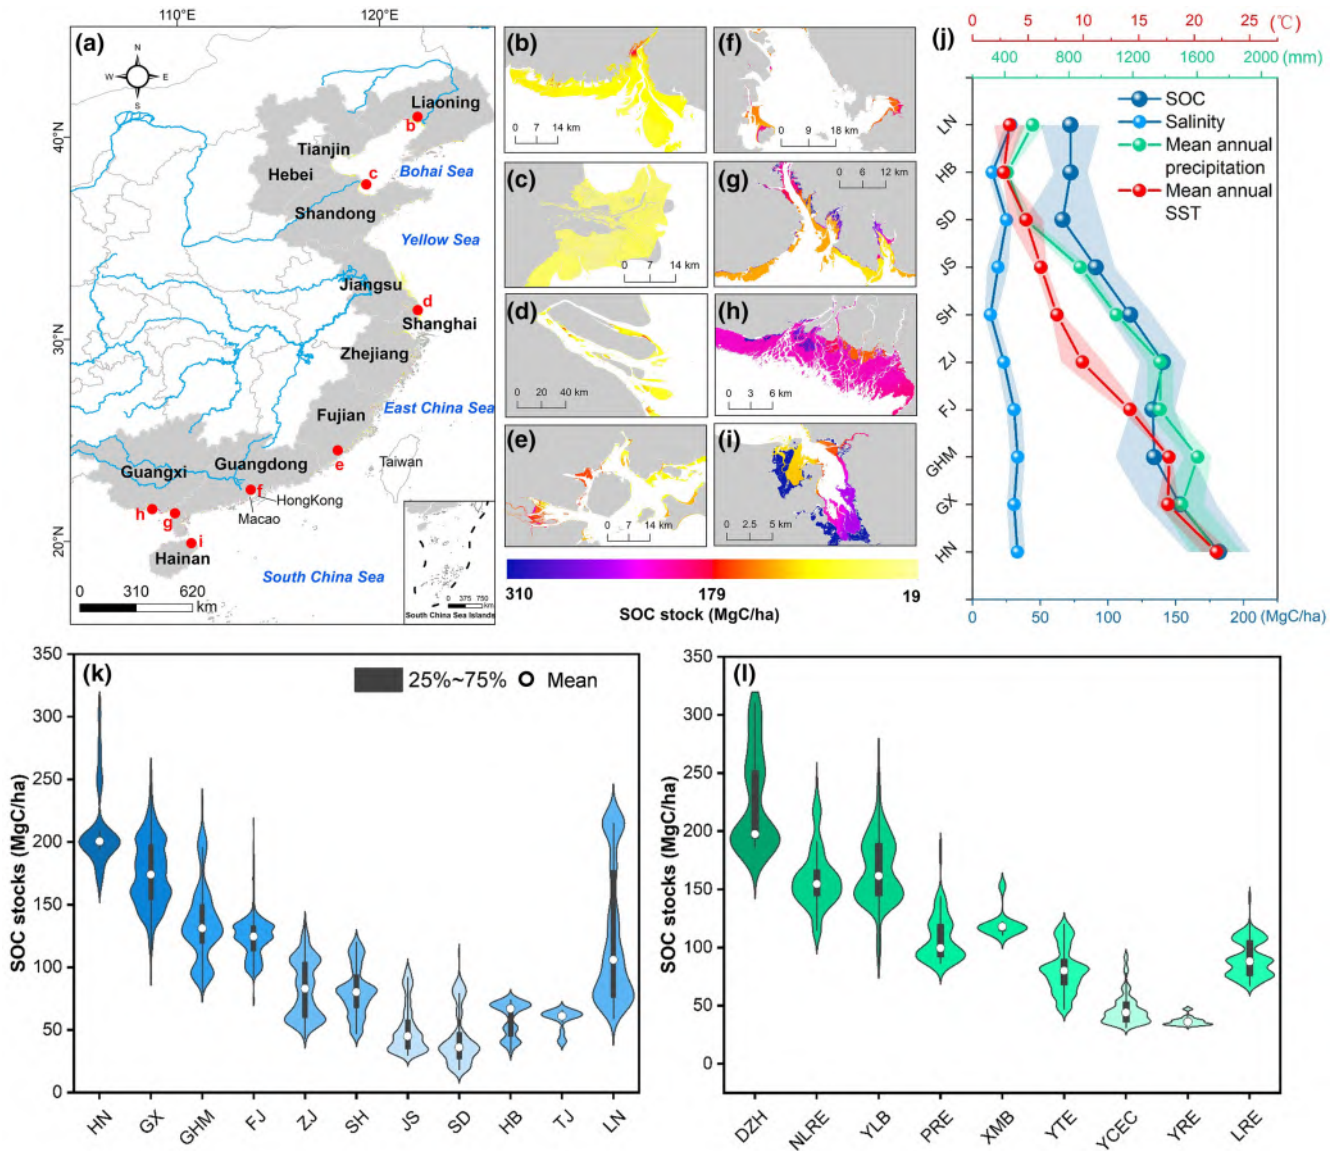 110°E
120°E
(a)
N
W
E
S
40°N
30°N
20°N
Liaoning
b
Tianjin
Hebei
Bohai Sea
c
Shandong
Yellow Sea
Jiangsu
d
Shanghai
Zhejiang
Fujian
East China Sea
e
Taiwan
Guangdong
Guangxi
f
HongKong
Macao
h
g
i
Hainan
South China Sea
0 310 620
km
0 375 750
km
South China Sea Islands
(b)
0 7 14 km
(c)
0 7 14 km
(d)
0 20 40 km
(e)
0 7 14 km
(f)
0 9 18 km
(g)
0 6 12 km
(h)
0 3 6 km
(i)
0 2.5 5 km
310 179 19
SOC stock (MgC/ha)
(j)
0 5 10 15 20 25 (℃)
400 800 1200 1600 2000 (mm)
SOC
Salinity
Mean annual
precipitation
Mean annual
SST
LN
HB
SD
JS
SH
ZJ
FJ
GHM
GX
HN
0 50 100 150 200 (MgC/ha)
(k)
25%~75% Mean
SOC stocks (MgC/ha)
350
300
250
200
150
100
50
0
HN GX GHM FJ ZJ SH JS SD HB TJ LN
(l)
SOC stocks (MgC/ha)
350
300
250
200
150
100
50
0
DZH NLRE YLB PRE XMB YTE YCEC YRE LRE